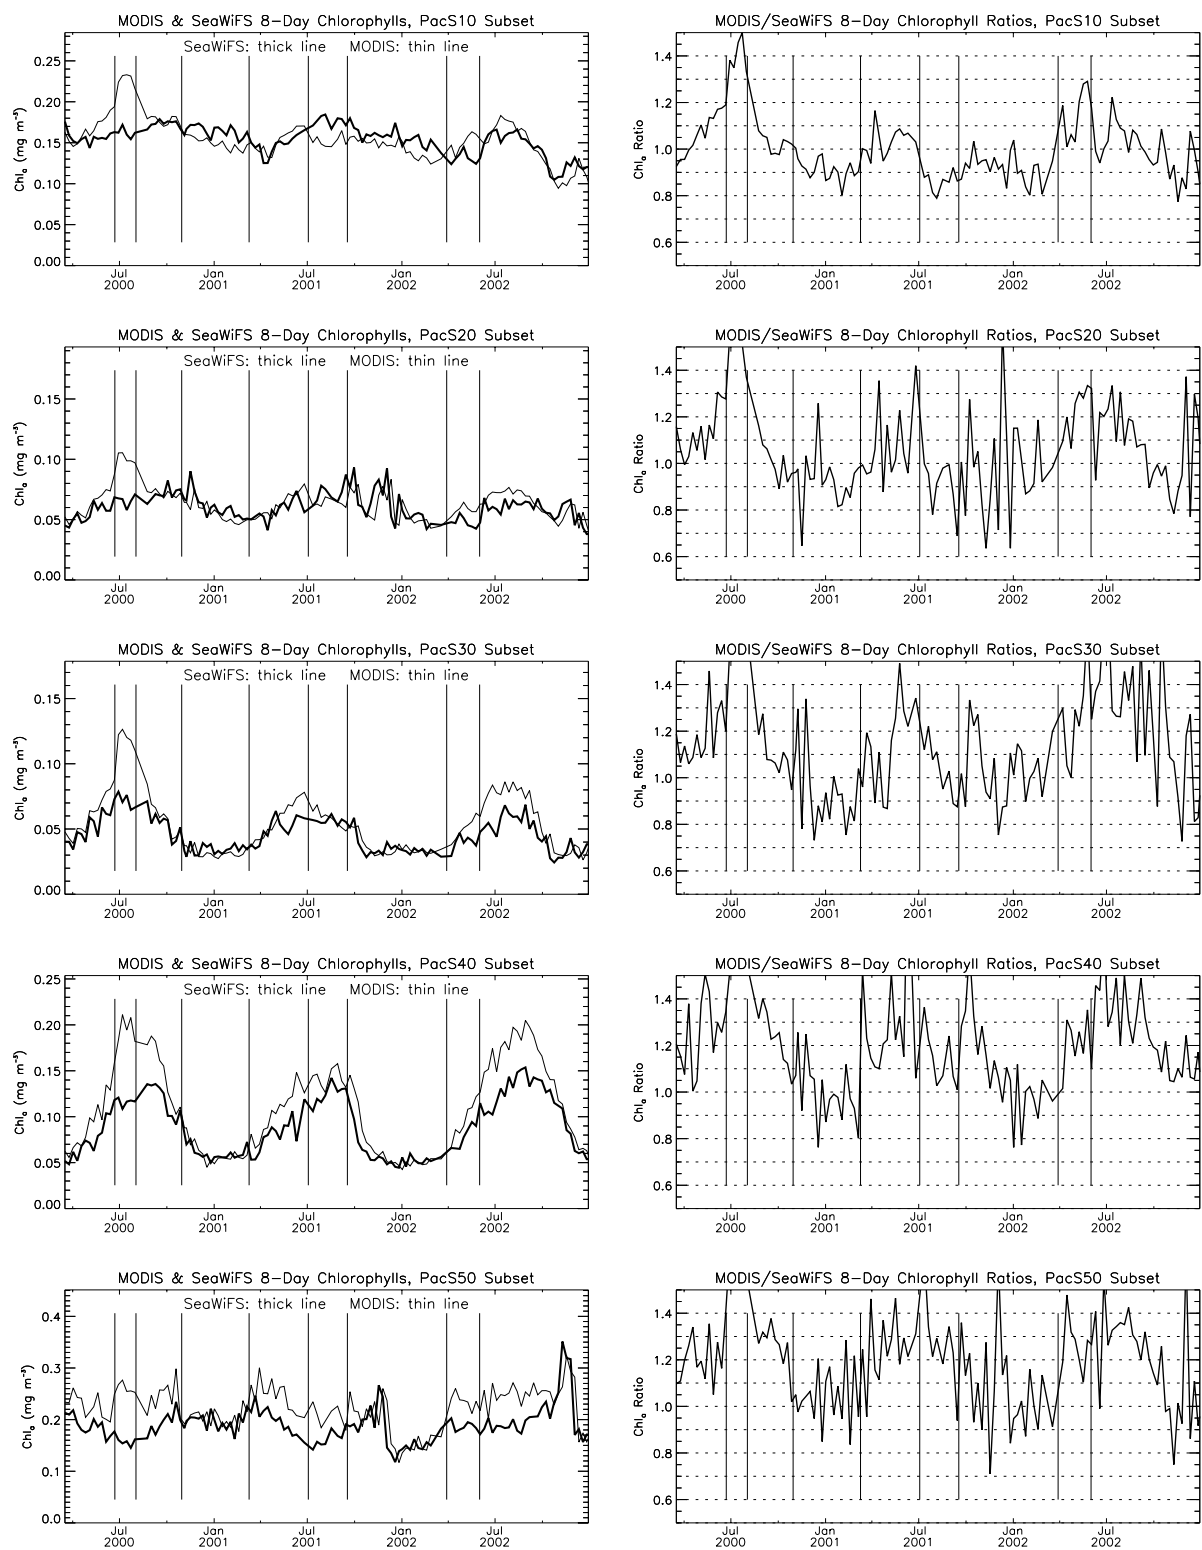 MODIS & SeaWiFS 8-Day Chlorophylls, PacS10 Subset
SeaWiFS: thick line MODIS: thin line
Chlₐ (mg m⁻³)
0.25
0.20
0.15
0.10
0.05
0.00
Jul Jan Jul Jan Jul
2000 2001 2001 2002 2002
MODIS/SeaWiFS 8-Day Chlorophyll Ratios, PacS10 Subset
Chlₐ Ratio
1.4
1.2
1.0
0.8
0.6
Jul Jan Jul Jan Jul
2000 2001 2001 2002 2002
MODIS & SeaWiFS 8-Day Chlorophylls, PacS20 Subset
SeaWiFS: thick line MODIS: thin line
Chlₐ (mg m⁻³)
0.15
0.10
0.05
0.00
Jul Jan Jul Jan Jul
2000 2001 2001 2002 2002
MODIS/SeaWiFS 8-Day Chlorophyll Ratios, PacS20 Subset
Chlₐ Ratio
1.4
1.2
1.0
0.8
0.6
Jul Jan Jul Jan Jul
2000 2001 2001 2002 2002
MODIS & SeaWiFS 8-Day Chlorophylls, PacS30 Subset
SeaWiFS: thick line MODIS: thin line
Chlₐ (mg m⁻³)
0.15
0.10
0.05
0.00
Jul Jan Jul Jan Jul
2000 2001 2001 2002 2002
MODIS/SeaWiFS 8-Day Chlorophyll Ratios, PacS30 Subset
Chlₐ Ratio
1.4
1.2
1.0
0.8
0.6
Jul Jan Jul Jan Jul
2000 2001 2001 2002 2002
MODIS & SeaWiFS 8-Day Chlorophylls, PacS40 Subset
SeaWiFS: thick line MODIS: thin line
Chlₐ (mg m⁻³)
0.25
0.20
0.15
0.10
0.05
0.00
Jul Jan Jul Jan Jul
2000 2001 2001 2002 2002
MODIS/SeaWiFS 8-Day Chlorophyll Ratios, PacS40 Subset
Chlₐ Ratio
1.4
1.2
1.0
0.8
0.6
Jul Jan Jul Jan Jul
2000 2001 2001 2002 2002
MODIS & SeaWiFS 8-Day Chlorophylls, PacS50 Subset
SeaWiFS: thick line MODIS: thin line
Chlₐ (mg m⁻³)
0.4
0.3
0.2
0.1
0.0
Jul Jan Jul Jan Jul
2000 2001 2001 2002 2002
MODIS/SeaWiFS 8-Day Chlorophyll Ratios, PacS50 Subset
Chlₐ Ratio
1.4
1.2
1.0
0.8
0.6
Jul Jan Jul Jan Jul
2000 2001 2001 2002 2002